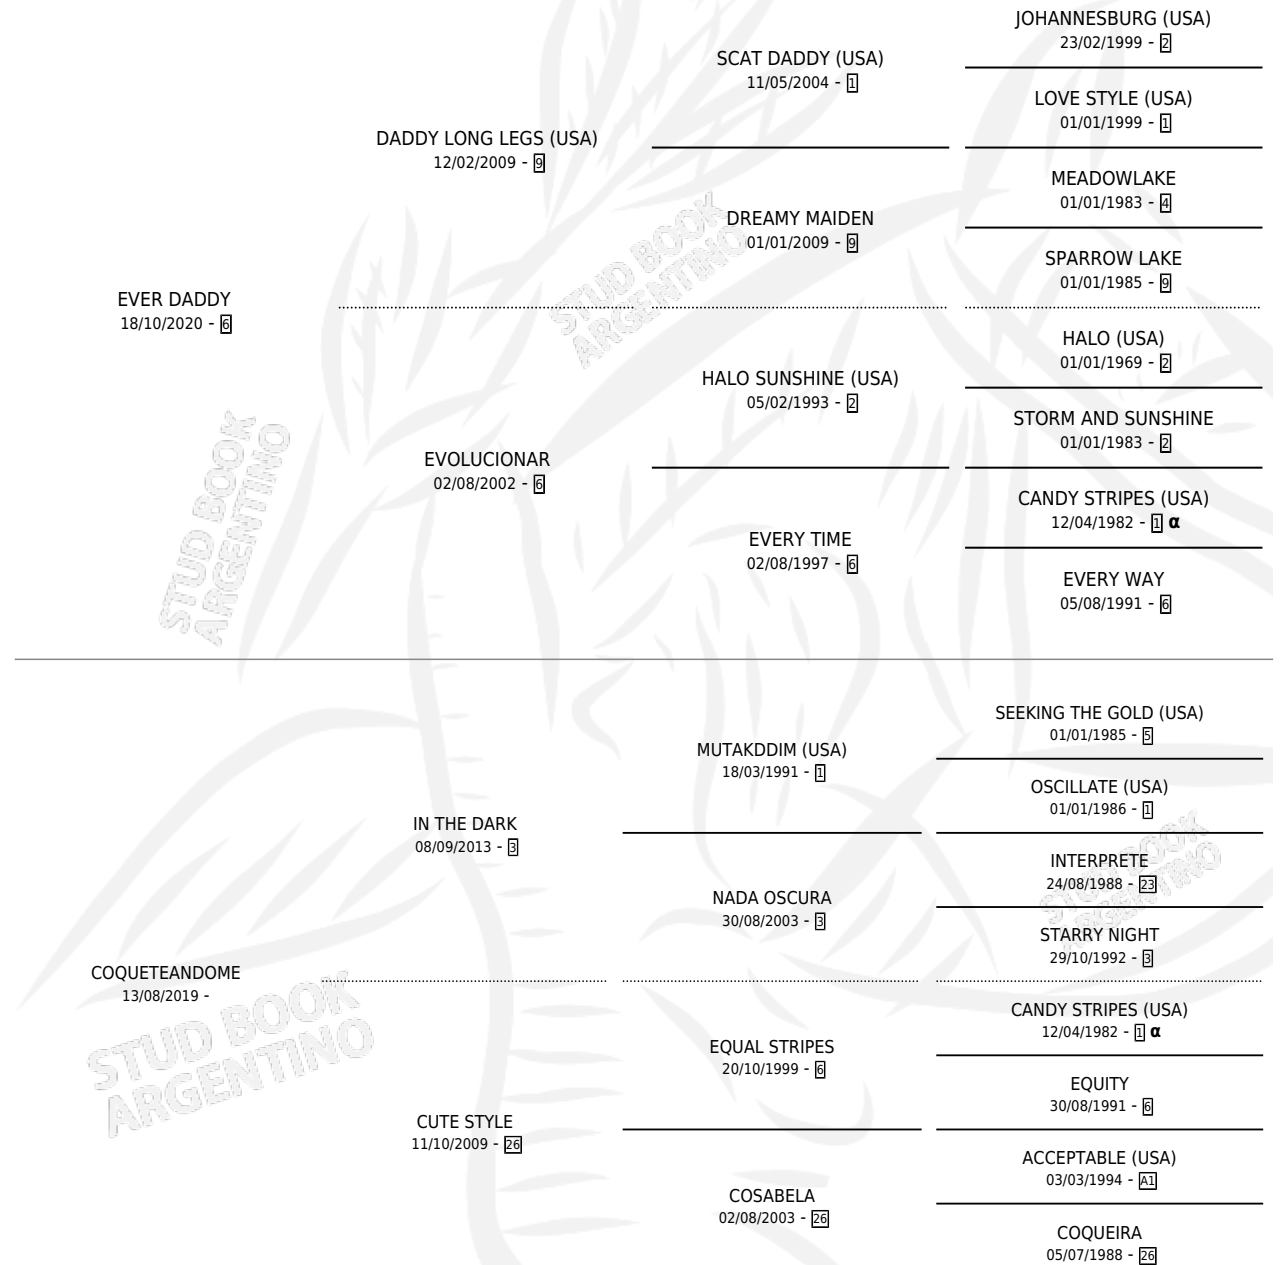 JOHANNESBURG (USA)
23/02/1999 - 2
SCAT DADDY (USA)
11/05/2004 - 1
LOVE STYLE (USA)
01/01/1999 - 1
DADDY LONG LEGS (USA)
12/02/2009 - 9
MEADOWLAKE
01/01/1983 - 4
DREAMY MAIDEN
01/01/2009 - 9
SPARROW LAKE
01/01/1985 - 9
EVER DADDY
18/10/2020 - 6
HALO (USA)
01/01/1969 - 2
HALO SUNSHINE (USA)
05/02/1993 - 2
STORM AND SUNSHINE
01/01/1983 - 2
EVOLUCIONAR
02/08/2002 - 6
CANDY STRIPES (USA)
12/04/1982 - 1 α
EVERY TIME
02/08/1997 - 6
EVERY WAY
05/08/1991 - 6
SEEKING THE GOLD (USA)
01/01/1985 - 5
MUTAKDDIM (USA)
18/03/1991 - 1
OSCILLATE (USA)
01/01/1986 - 1
IN THE DARK
08/09/2013 - 3
INTERPRETE
24/08/1988 - 23
NADA OSCURA
30/08/2003 - 3
STARRY NIGHT
29/10/1992 - 3
COQUETEANDOME
13/08/2019 -
CANDY STRIPES (USA)
12/04/1982 - 1 α
EQUAL STRIPES
20/10/1999 - 6
EQUITY
30/08/1991 - 6
CUTE STYLE
11/10/2009 - 26
ACCEPTABLE (USA)
03/03/1994 - A1
COSABELA
02/08/2003 - 26
COQUEIRA
05/07/1988 - 26
STUD BOOK
ARGENTINO
STUD BOOK
ARGENTINO
STUD BOOK
ARGENTINO
STUD BOOK
ARGENTINO